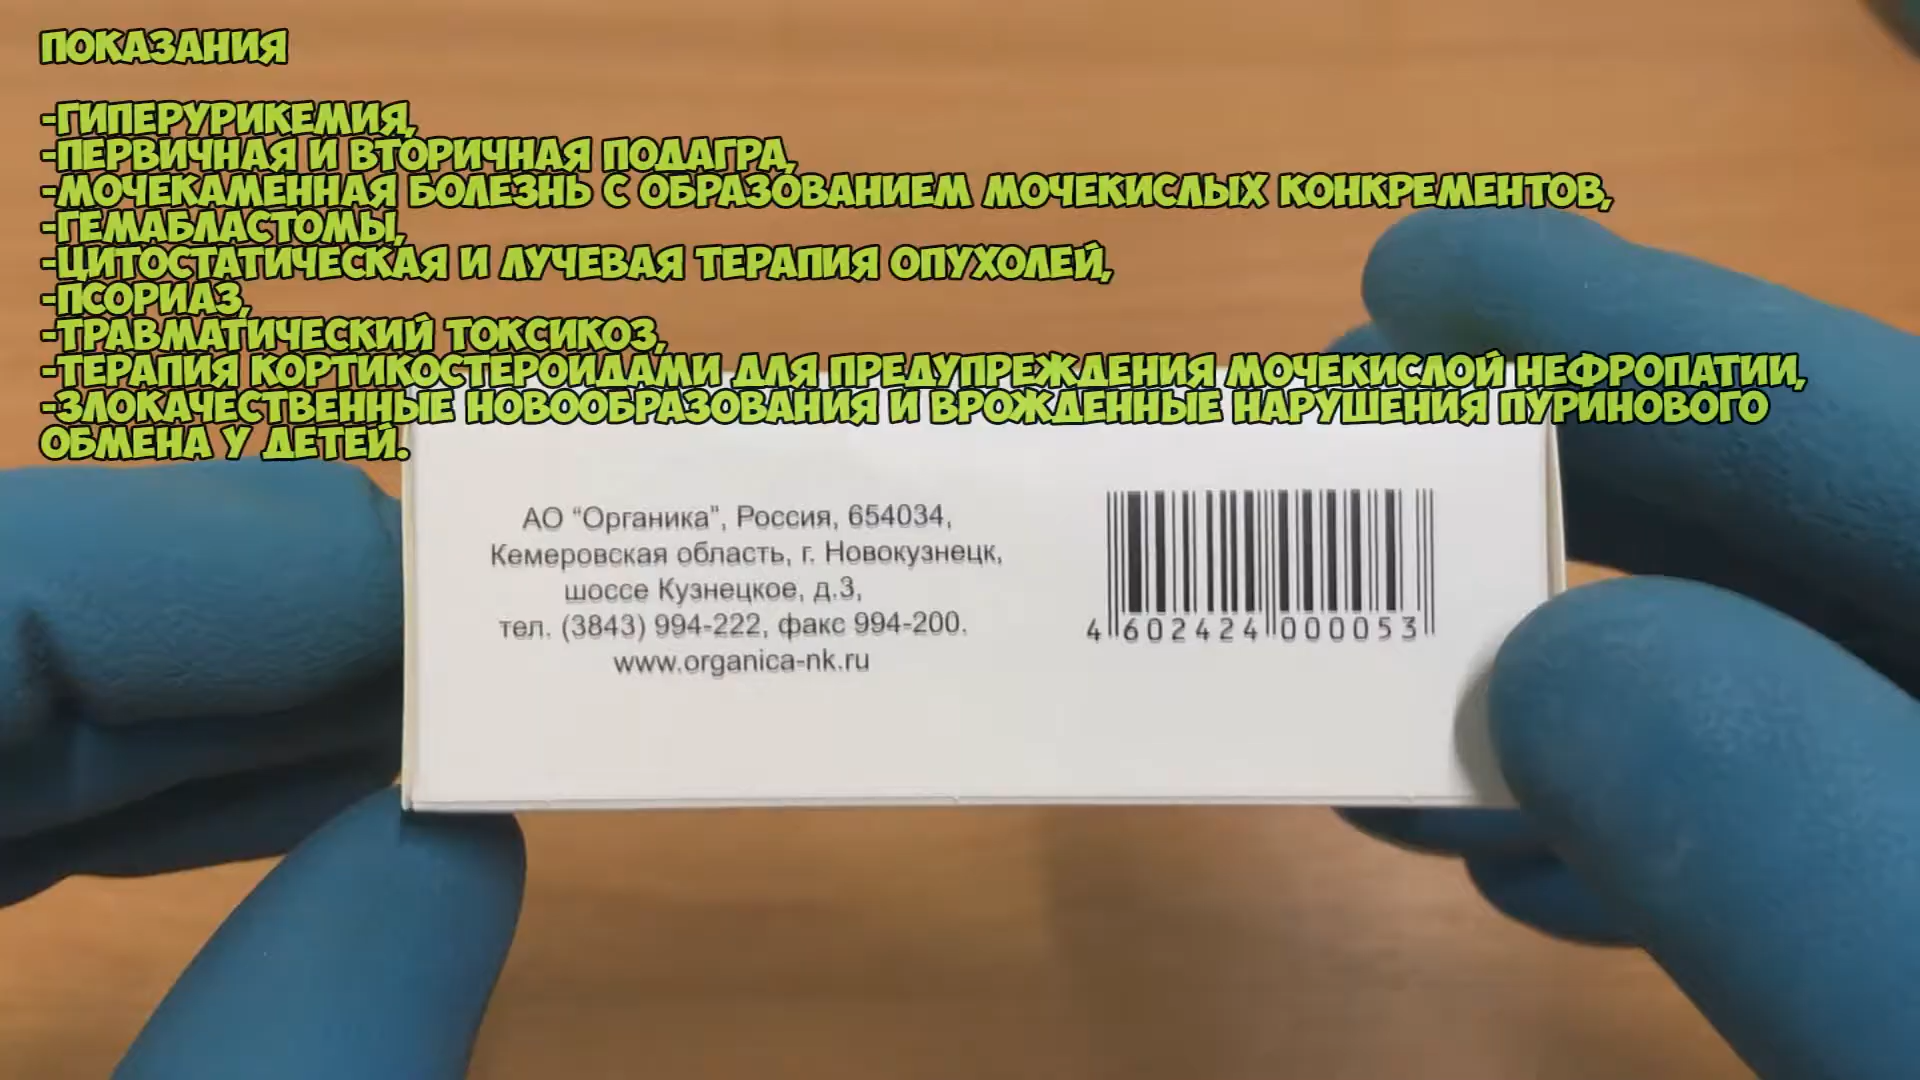 ПОКАЗАНИЯ
-ГИПЕРУРИКЕМИЯ,
-ПЕРВИЧНАЯ И ВТОРИЧНАЯ ПОДАГРА,
-МОЧЕКАМЕННАЯ БОЛЕЗНЬ С ОБРАЗОВАНИЕМ МОЧЕКИСЛЫХ КОНКРЕМЕНТОВ,
-ГЕМАБЛАСТОМЫ,
-ЦИТОСТАТИЧЕСКАЯ И ЛУЧЕВАЯ ТЕРАПИЯ ОПУХОЛЕЙ,
-ПСОРИАЗ,
-ТРАВМАТИЧЕСКИЙ ТОКСИКОЗ,
-ТЕРАПИЯ КОРТИКОСТЕРОИДАМИ ДЛЯ ПРЕДУПРЕЖДЕНИЯ МОЧЕКИСЛОЙ НЕФРОПАТИИ,
-ЗЛОКАЧЕСТВЕННЫЕ НОВООБРАЗОВАНИЯ И ВРОЖДЕННЫЕ НАРУШЕНИЯ ПУРИНОВОГО
ОБМЕНА У ДЕТЕЙ.
АО "Органика", Россия, 654034,
Кемеровская область, г. Новокузнецк,
шоссе Кузнецкое, д.3,
тел. (3843) 994-222, факс 994-200.
www.organica-nk.ru
4 602424 000053